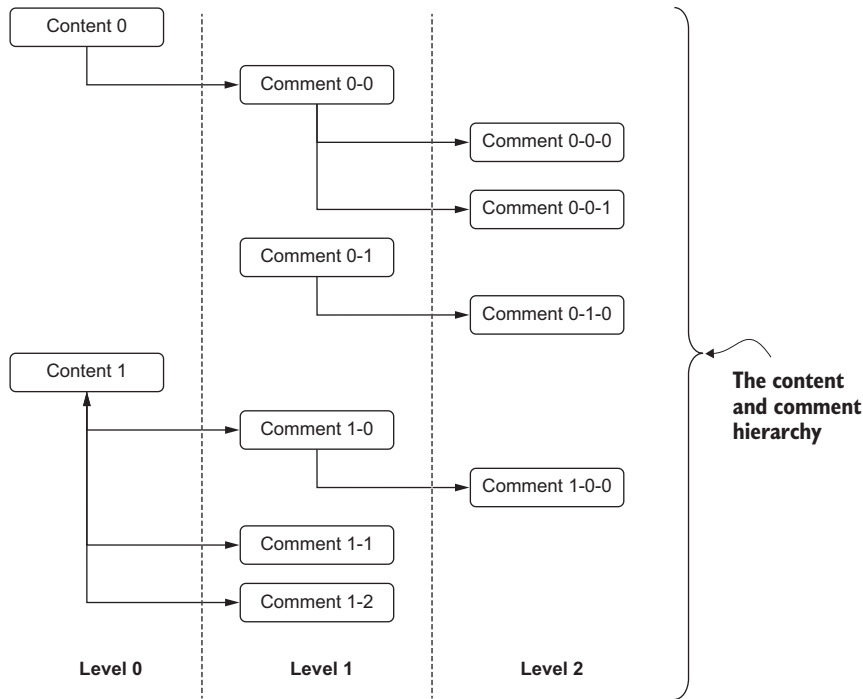 Content 0
Comment 0-0
Comment 0-0-0
Comment 0-0-1
Comment 0-1
Comment 0-1-0
Content 1
The content
and comment
hierarchy
Comment 1-0
Comment 1-0-0
Comment 1-1
Comment 1-2
Level 0
Level 1
Level 2